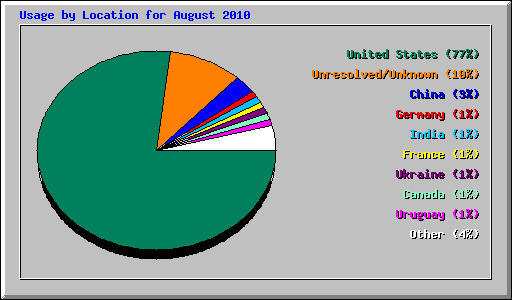 Usage by Location for August 2010
United States (77%)
Unresolved/Unknown (10%)
China (3%)
Germany (1%)
India (1%)
France (1%)
Ukraine (1%)
Canada (1%)
Uruguay (1%)
Other (4%)